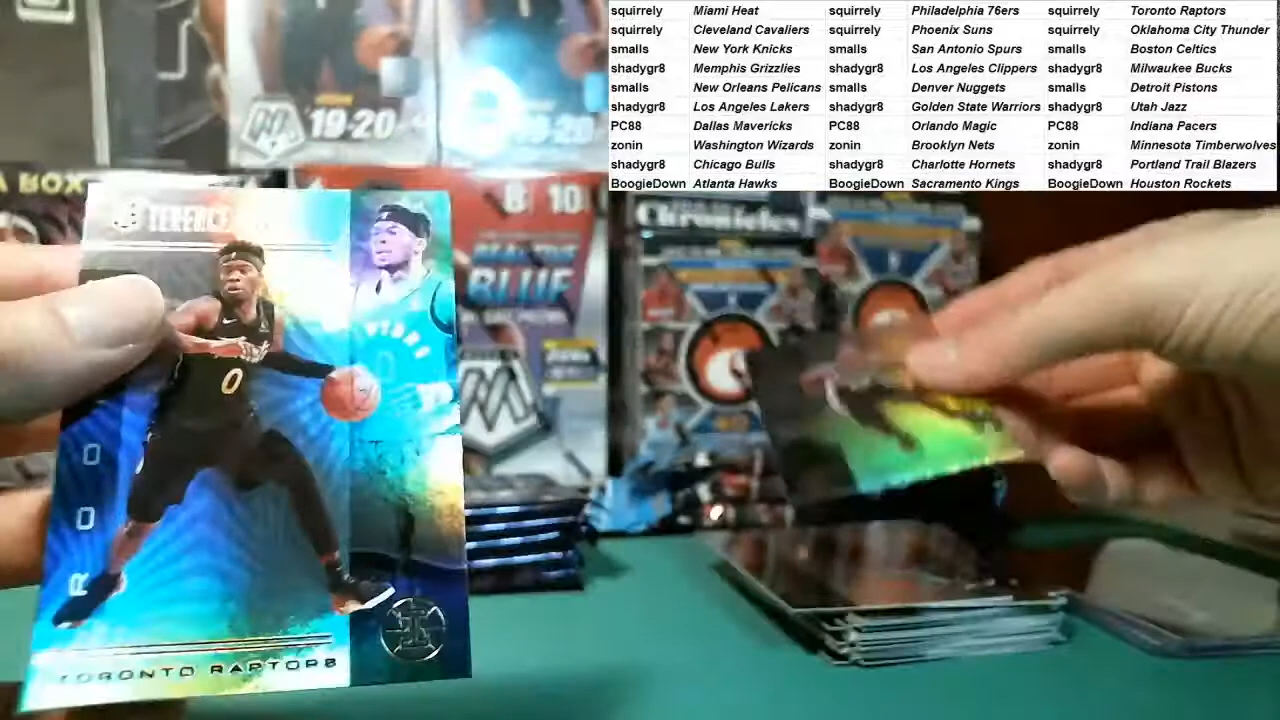 squirrely Miami Heat squirrely Philadelphia 76ers squirrely Toronto Raptors
squirrely Cleveland Cavaliers squirrely Phoenix Suns squirrely Oklahoma City Thunder
smalls New York Knicks smalls San Antonio Spurs smalls Boston Celtics
shadygr8 Memphis Grizzlies shadygr8 Los Angeles Clippers shadygr8 Milwaukee Bucks
smalls New Orleans Pelicans smalls Denver Nuggets smalls Detroit Pistons
shadygr8 Los Angeles Lakers shadygr8 Golden State Warriors shadygr8 Utah Jazz
PC88 Dallas Mavericks PC88 Orlando Magic PC88 Indiana Pacers
zonin Washington Wizards zonin Brooklyn Nets zonin Minnesota Timberwolves
shadygr8 Chicago Bulls shadygr8 Charlotte Hornets shadygr8 Portland Trail Blazers
BoogieDown Atlanta Hawks BoogieDown Sacramento Kings BoogieDown Houston Rockets
19-20
19-20
BOX
8 10
REACTIVE
BLUE
Chronicles
TERENCE
0
ROO
TORONTO RAPTORS